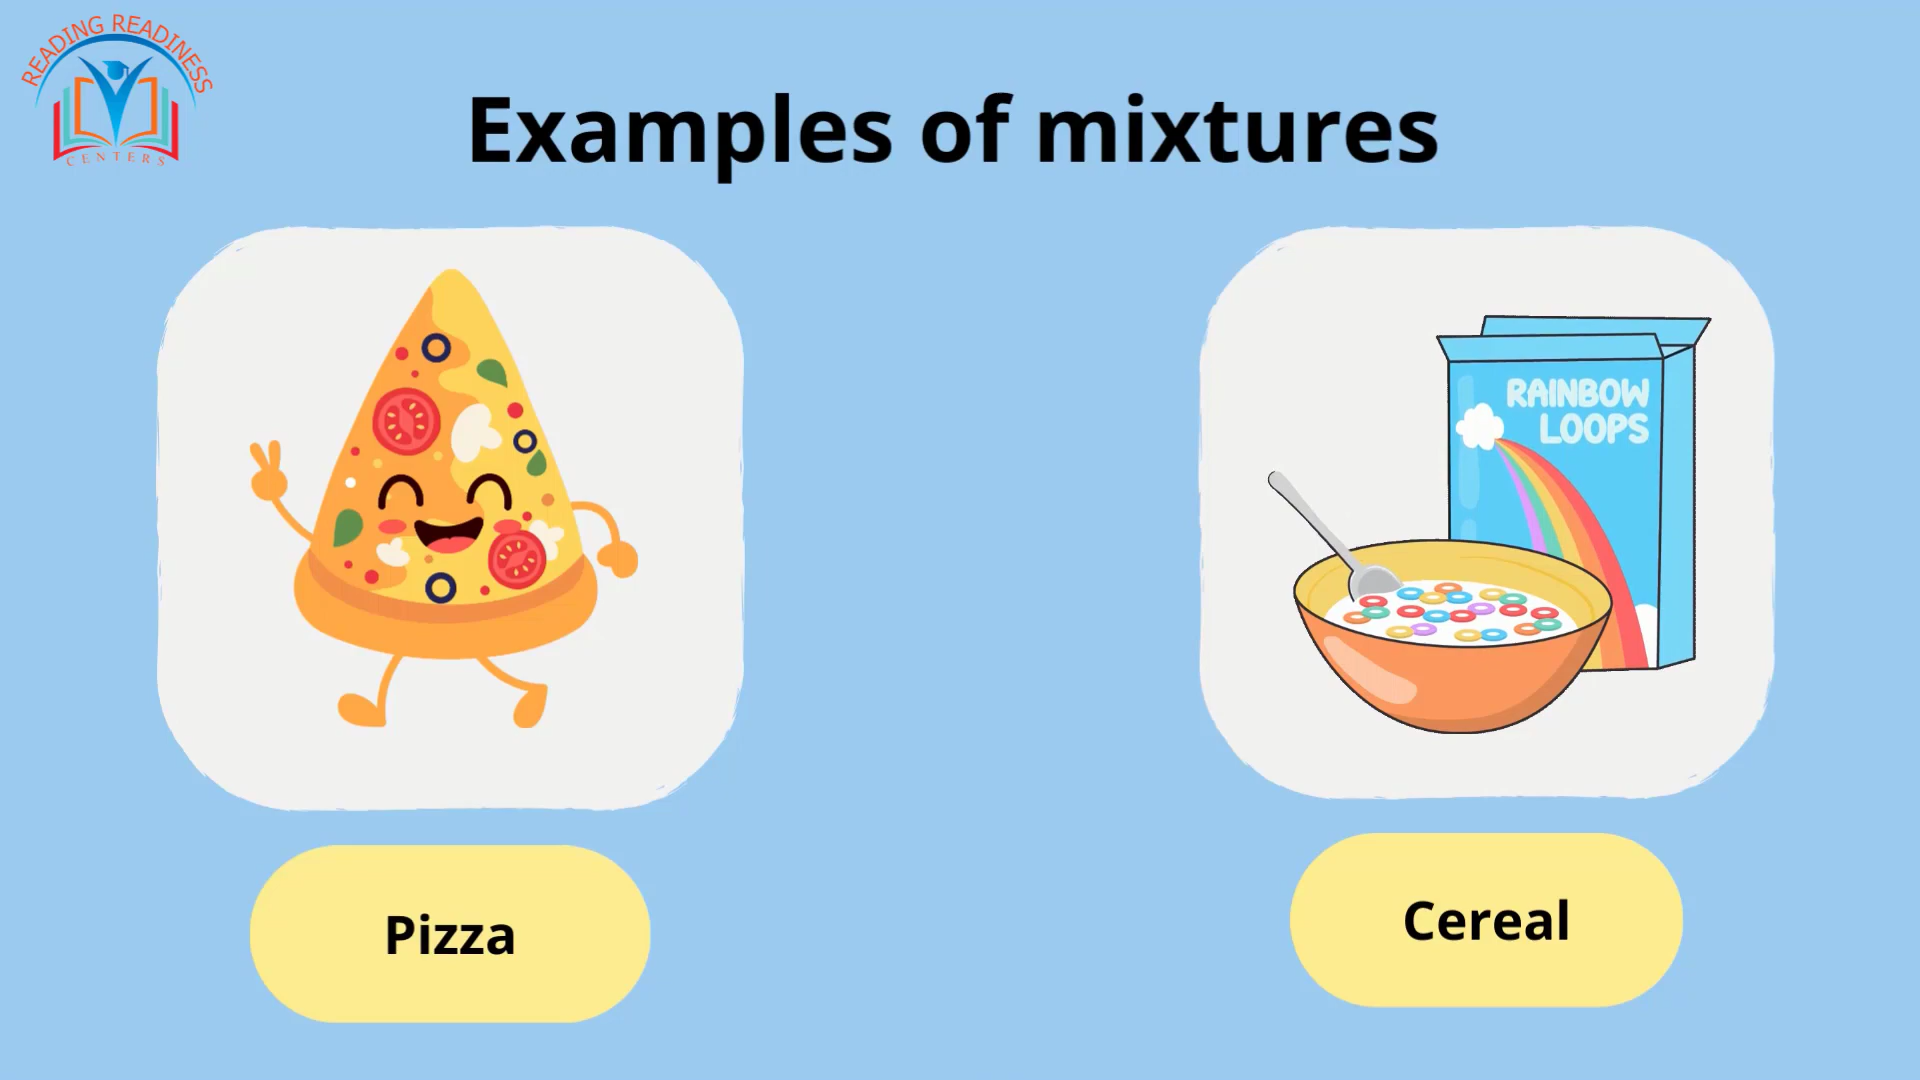 READING READINESS
CENTERS
Examples of mixtures
RAINBOW
LOOPS
Pizza
Cereal